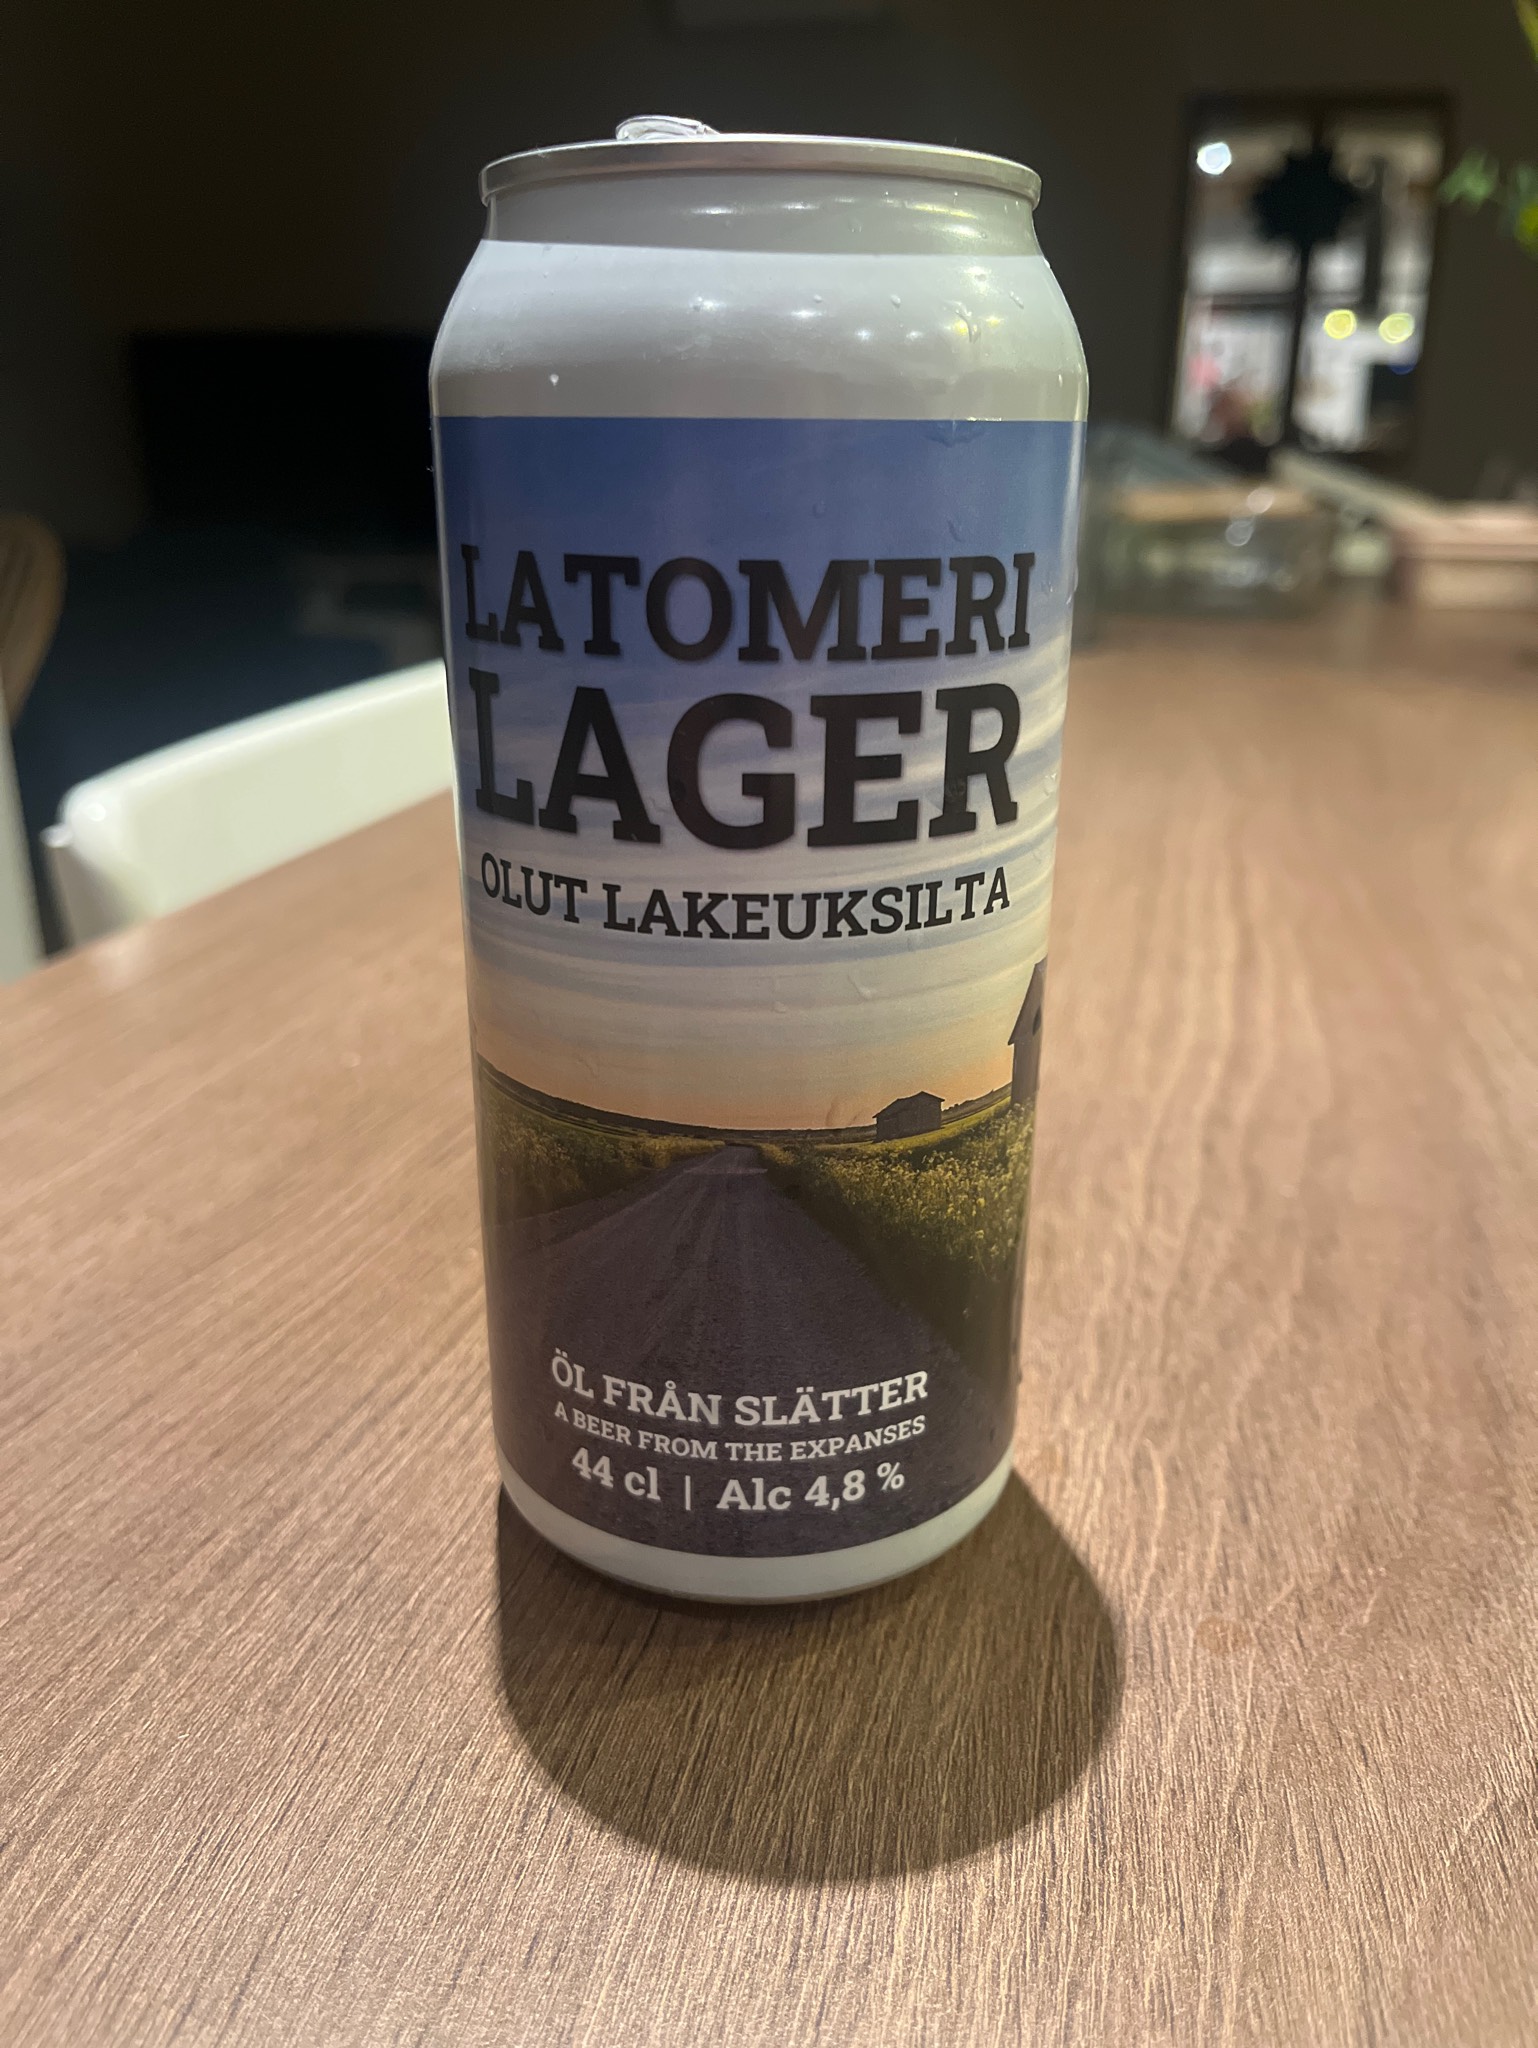 LATOMERI
LAGER
OLUT LAKEUKSILTA
ÖL FRÅN SLÄTTER
A BEER FROM THE EXPANSES
44 cl | Alc 4,8 %